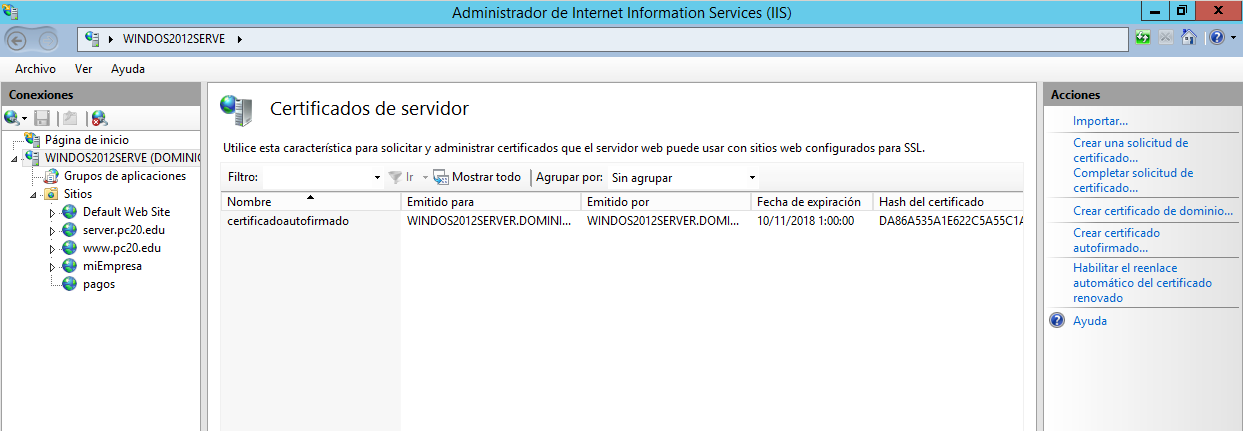 Administrador de Internet Information Services (IIS)
WINDOS2012SERVE
Archivo Ver Ayuda
Conexiones
Página de inicio
WINDOS2012SERVE (DOMINIO
Grupos de aplicaciones
Sitios
Default Web Site
server.pc20.edu
www.pc20.edu
miEmpresa
pagos
Certificados de servidor
Utilice esta característica para solicitar y administrar certificados que el servidor web puede usar con sitios web configurados para SSL.
Filtro: Ir Mostrar todo Agrupar por: Sin agrupar
Nombre Emitido para Emitido por Fecha de expiración Hash del certificado
certificadoautofirmado WINDOS2012SERVER.DOMINI... WINDOS2012SERVER.DOMI... 10/11/2018 1:00:00 DA86A535A1E622C5A55C1A
Acciones
Importar...
Crear una solicitud de
certificado...
Completar solicitud de
certificado...
Crear certificado de dominio...
Crear certificado
autofirmado...
Habilitar el reenlace
automático del certificado
renovado
Ayuda